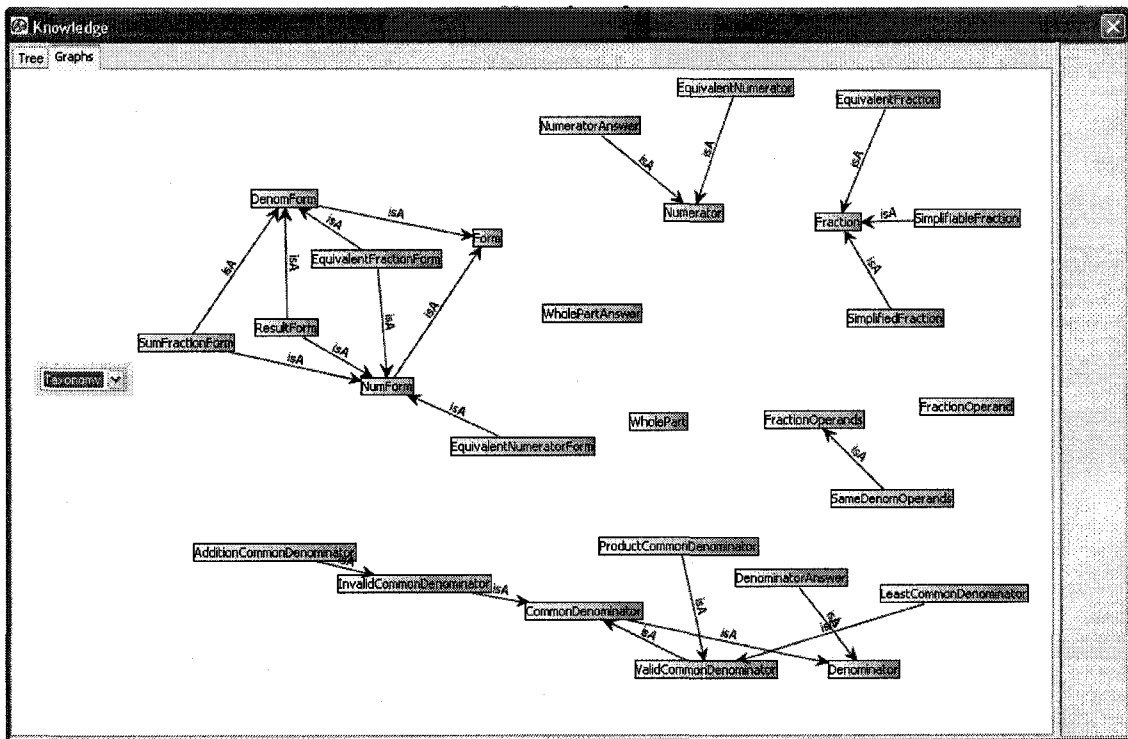 Knowledge
Tree Graphs
EquivalentNumerator
EquivalentFraction
NumeratorAnswer
isA
isA
isA
DenomForm
Numerator
SimplifiableFraction
isA
Fraction
isA
isA
Form
EquivalentFractionForm
isA
isA
isA
isA
WholePartAnswer
SimplifiedFraction
ResultForm
isA
SumFractionForm
isA
isA
Taxonomy
NumForm
isA
FractionOperand
WholePart
FractionOperands
EquivalentNumeratorForm
isA
SameDenomOperands
ProductCommonDenominator
AdditionCommonDenominator
isA
DenominatorAnswer
InvalidCommonDenominator
isA
LeastCommonDenominator
CommonDenominator
isA
isA
isA
isA
isA
ValidCommonDenominator
Denominator